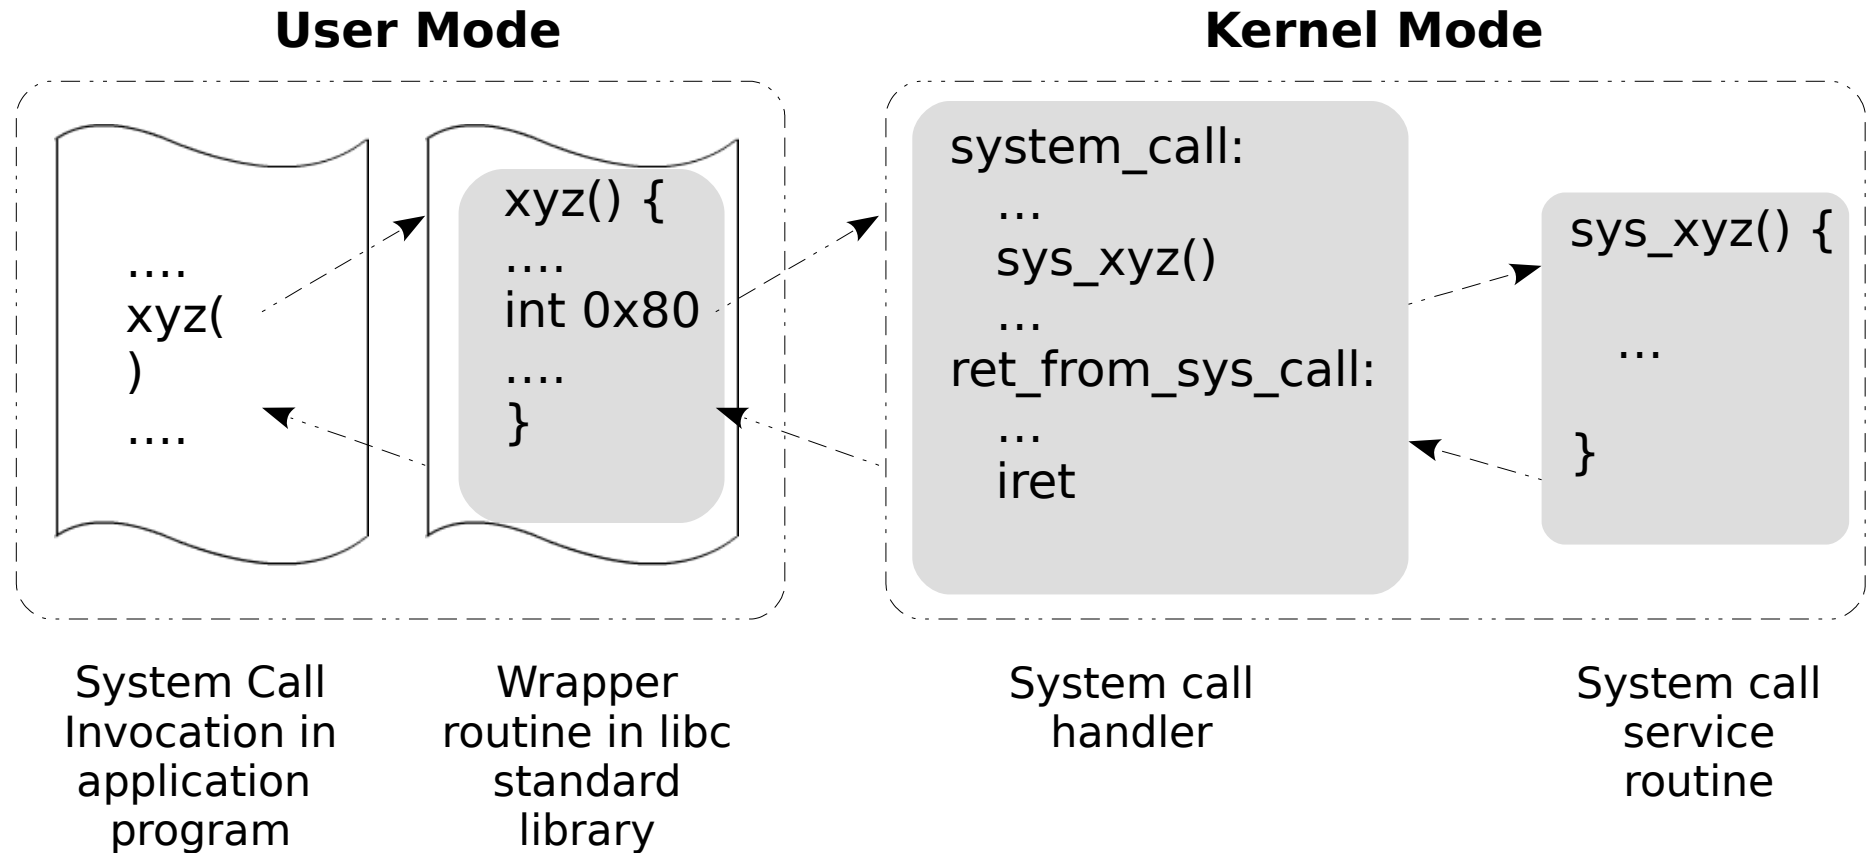 User Mode
Kernel Mode
....
xyz(
)
....
xyz() {
....
int 0x80
....
}
system_call:
...
sys_xyz()
...
ret_from_sys_call:
...
iret
sys_xyz() {
...
}
System Call
Invocation in
application
program
Wrapper
routine in libc
standard
library
System call
handler
System call
service
routine